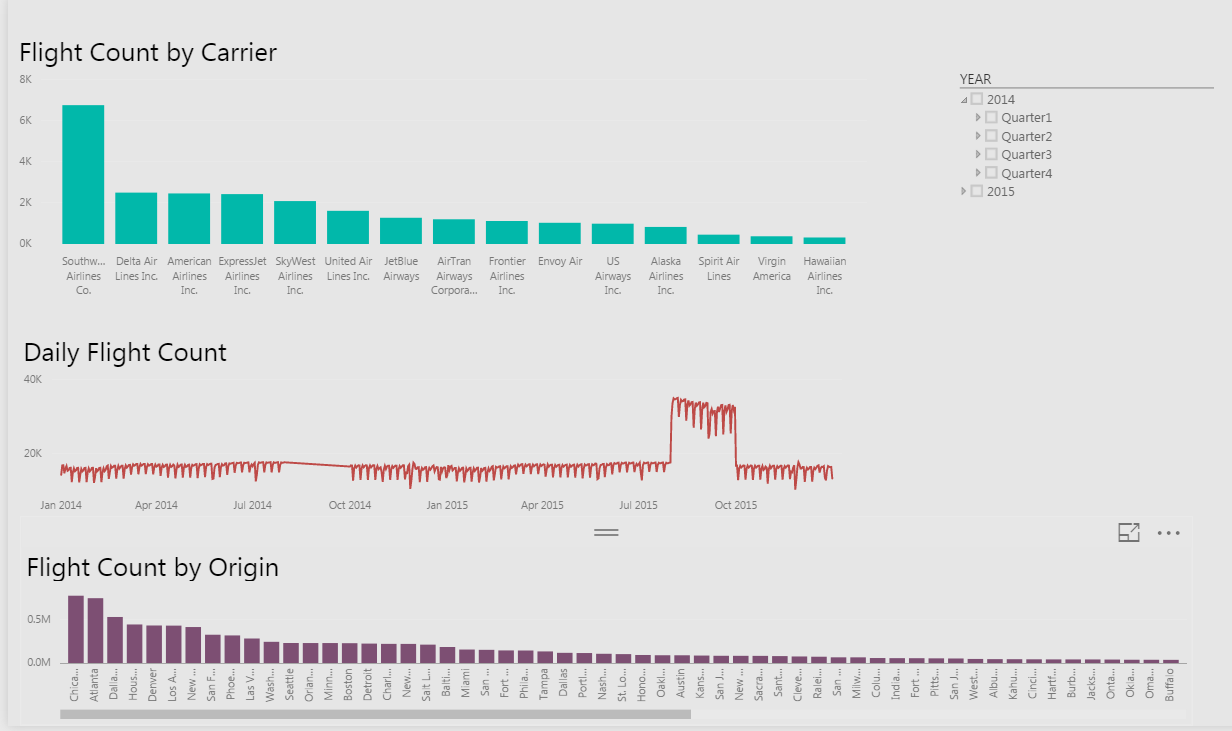 Flight Count by Carrier
8K
6K
4K
2K
0K
Southw...
Airlines
Co.
Delta Air
Lines Inc.
American
Airlines
Inc.
ExpressJet
Airlines
Inc.
SkyWest
Airlines
Inc.
United Air
Lines Inc.
JetBlue
Airways
AirTran
Airways
Corpora...
Frontier
Airlines
Inc.
Envoy Air
US
Airways
Inc.
Alaska
Airlines
Inc.
Spirit Air
Lines
Virgin
America
Hawaiian
Airlines
Inc.
YEAR
2014
Quarter1
Quarter2
Quarter3
Quarter4
2015
Daily Flight Count
40K
20K
Jan 2014
Apr 2014
Jul 2014
Oct 2014
Jan 2015
Apr 2015
Jul 2015
Oct 2015
Flight Count by Origin
0.5M
0.0M
Chica...
Atlanta
Dalla...
Hous...
Denver
Los A...
New ...
San F...
Phoe...
Las V...
Wash...
Seattle
Orlan...
Minn...
Boston
Detroit
Charl...
New...
Salt L...
Balti...
Miami
San ...
Fort ...
Phila...
Tampa
Dallas
Portl...
Nash...
St. Lo...
Hono...
Oakl...
Austin
Kans...
San J...
New ...
Sacra...
Sant...
Cleve...
Ralei...
San ...
Milw...
Colu...
India...
Fort ...
Pitts...
San J...
West...
Albu...
Kahu...
Cinci...
Hartf...
Burb...
Jacks...
Onta...
Okla...
Oma...
Buffalo